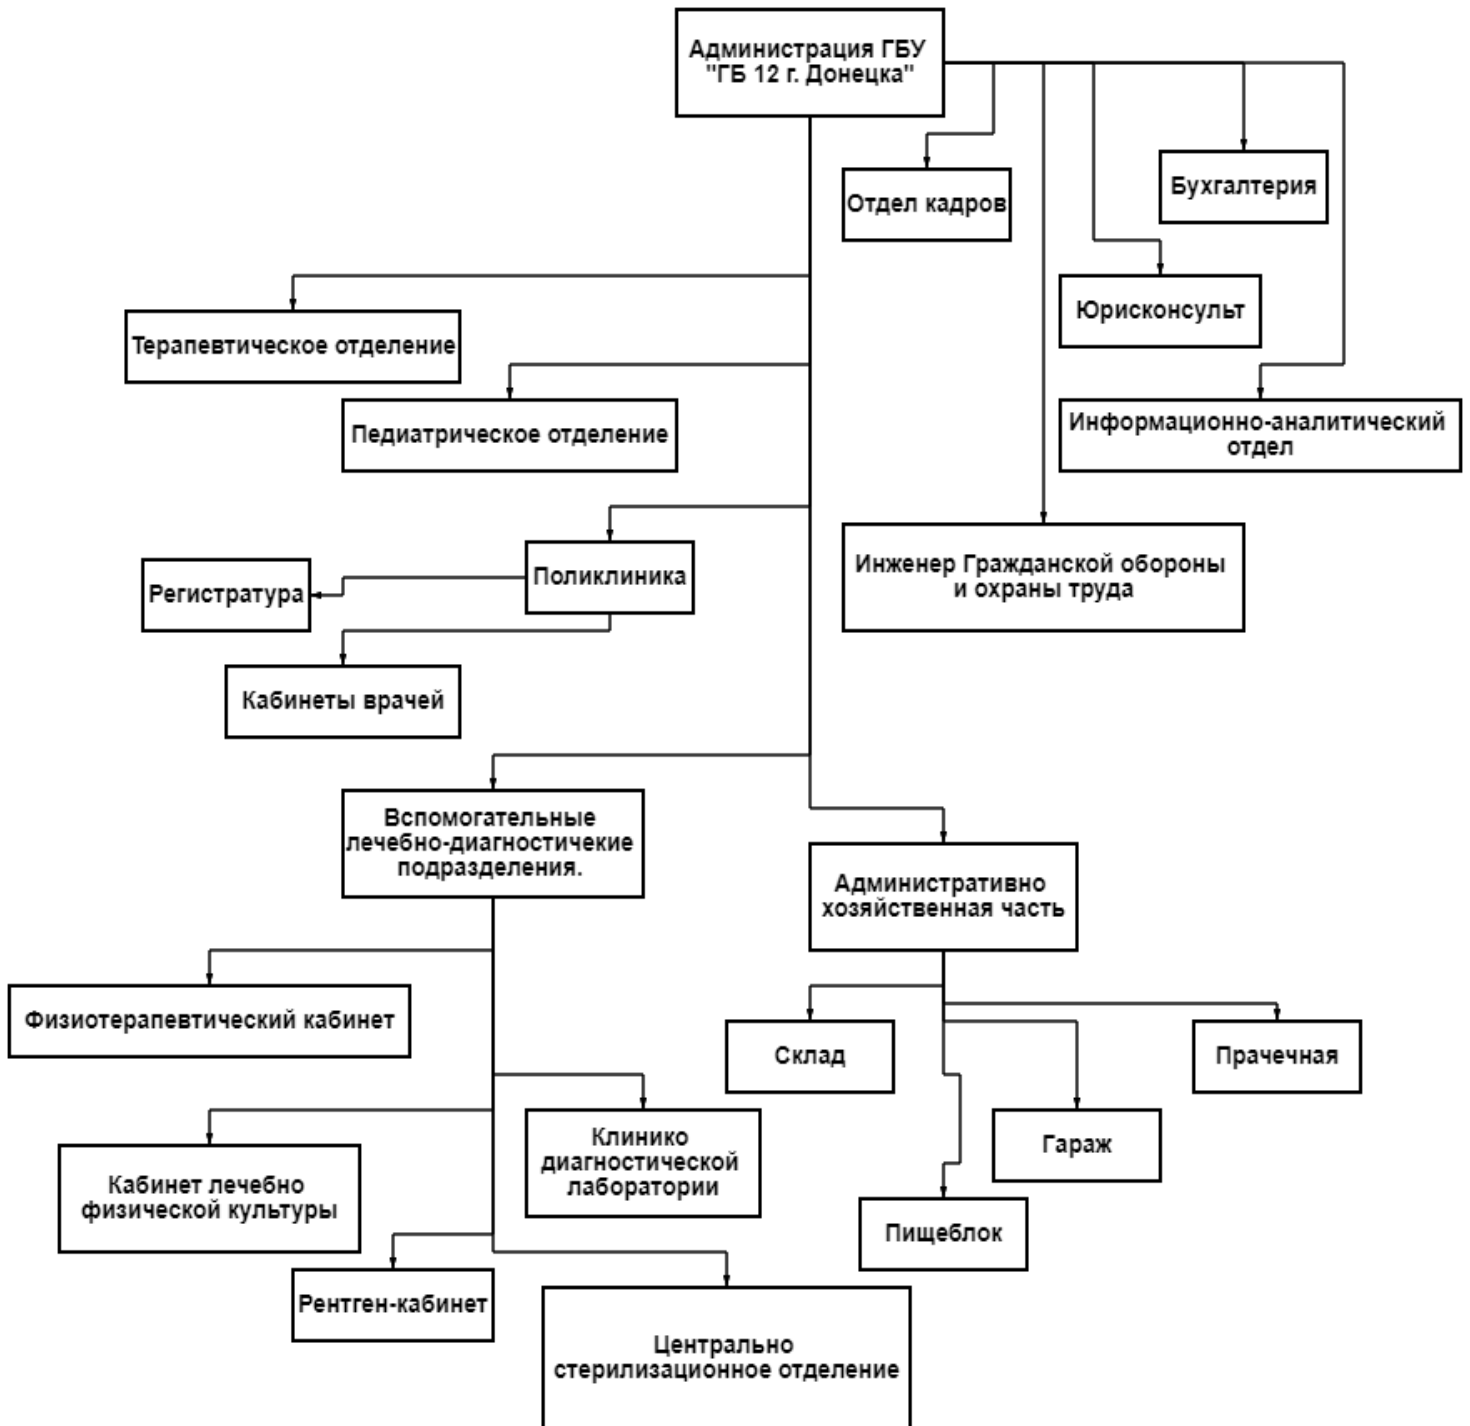 Администрация ГБУ
"ГБ 12 г. Донецка"
Отдел кадров
Бухгалтерия
Юрисконсульт
Терапевтическое отделение
Педиатрическое отделение
Информационно-аналитический
отдел
Инженер Гражданской обороны
и охраны труда
Поликлиника
Регистратура
Кабинеты врачей
Вспомогательные
лечебно-диагностичекие
подразделения.
Административно
хозяйственная часть
Физиотерапевтический кабинет
Склад
Прачечная
Клинико
диагностической
лаборатории
Гараж
Кабинет лечебно
физической культуры
Пищеблок
Рентген-кабинет
Центрально
стерилизационное отделение